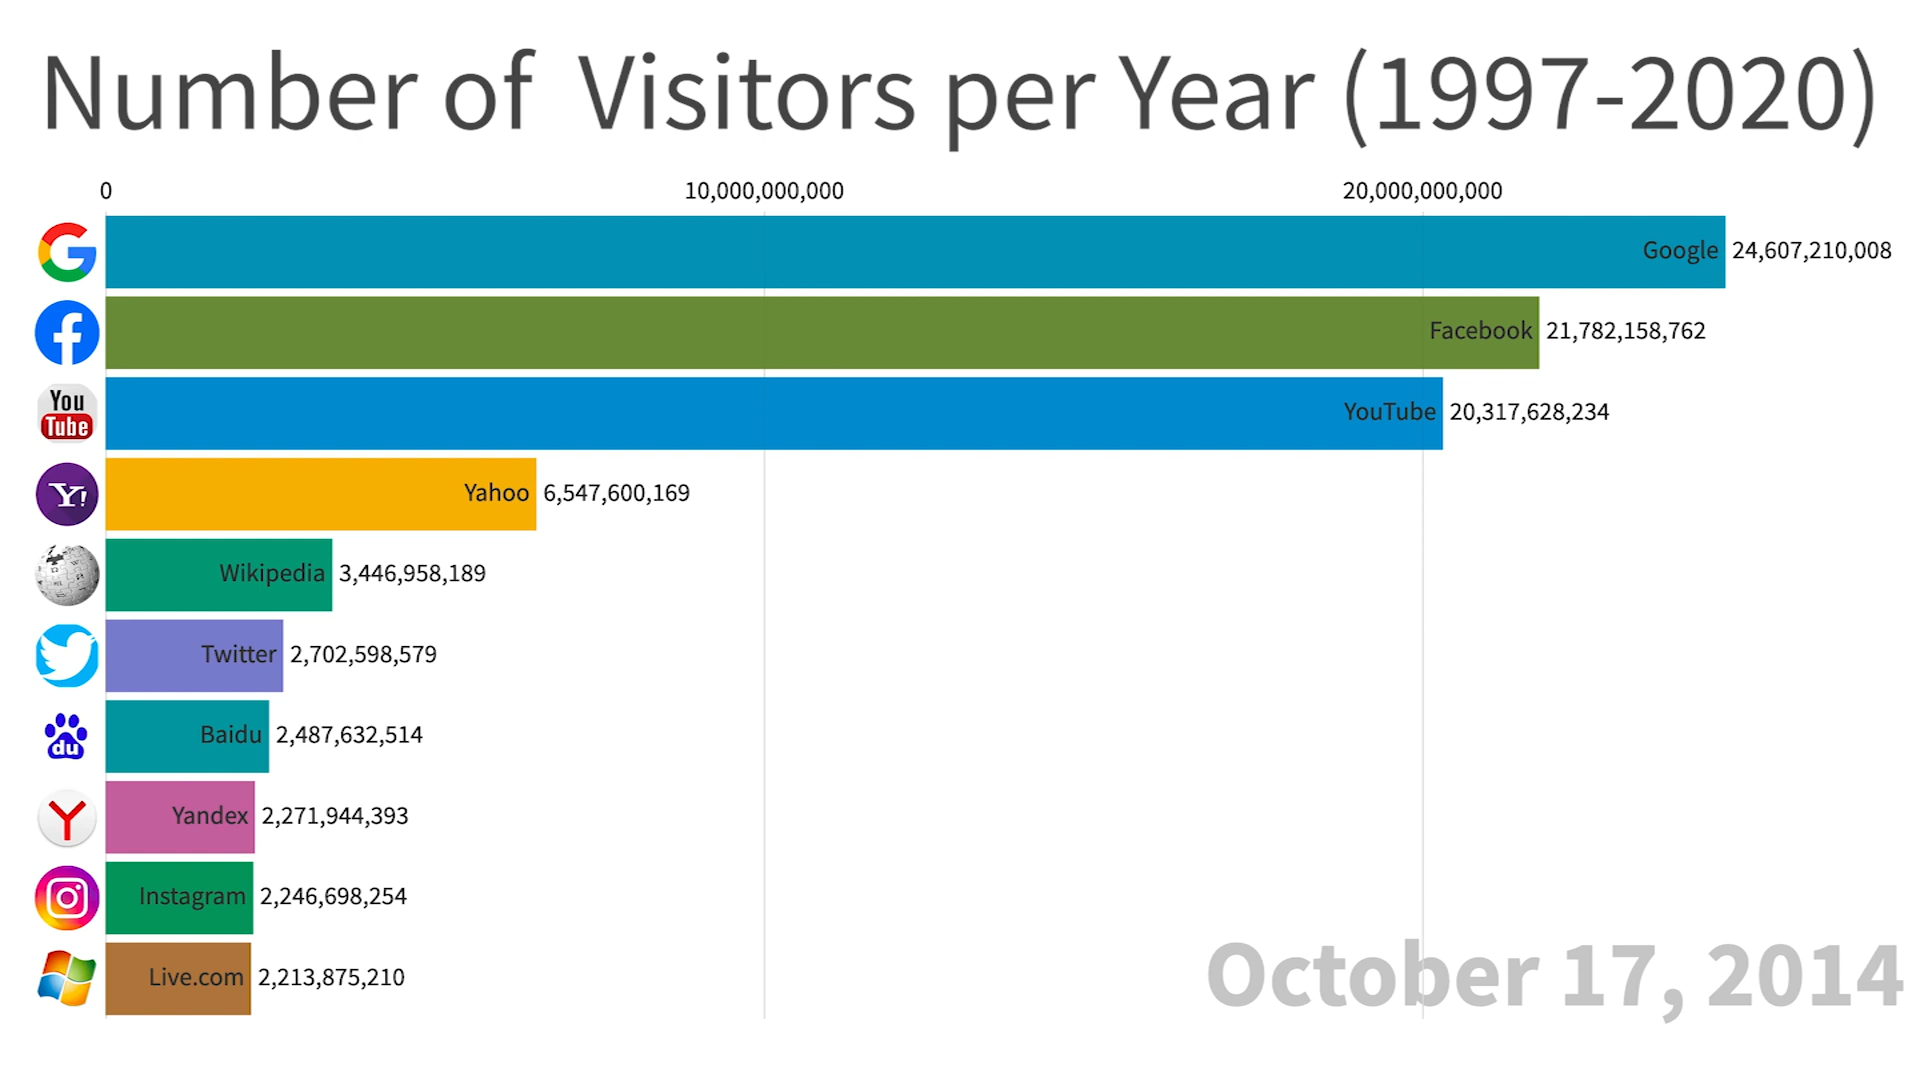 Number of Visitors per Year (1997-2020)
0 10,000,000,000 20,000,000,000
Google 24,607,210,008
Facebook 21,782,158,762
You
Tube
YouTube 20,317,628,234
Y! Yahoo 6,547,600,169
Wikipedia 3,446,958,189
Twitter 2,702,598,579
du Baidu 2,487,632,514
Yandex 2,271,944,393
Instagram 2,246,698,254
Live.com 2,213,875,210
October 17, 2014